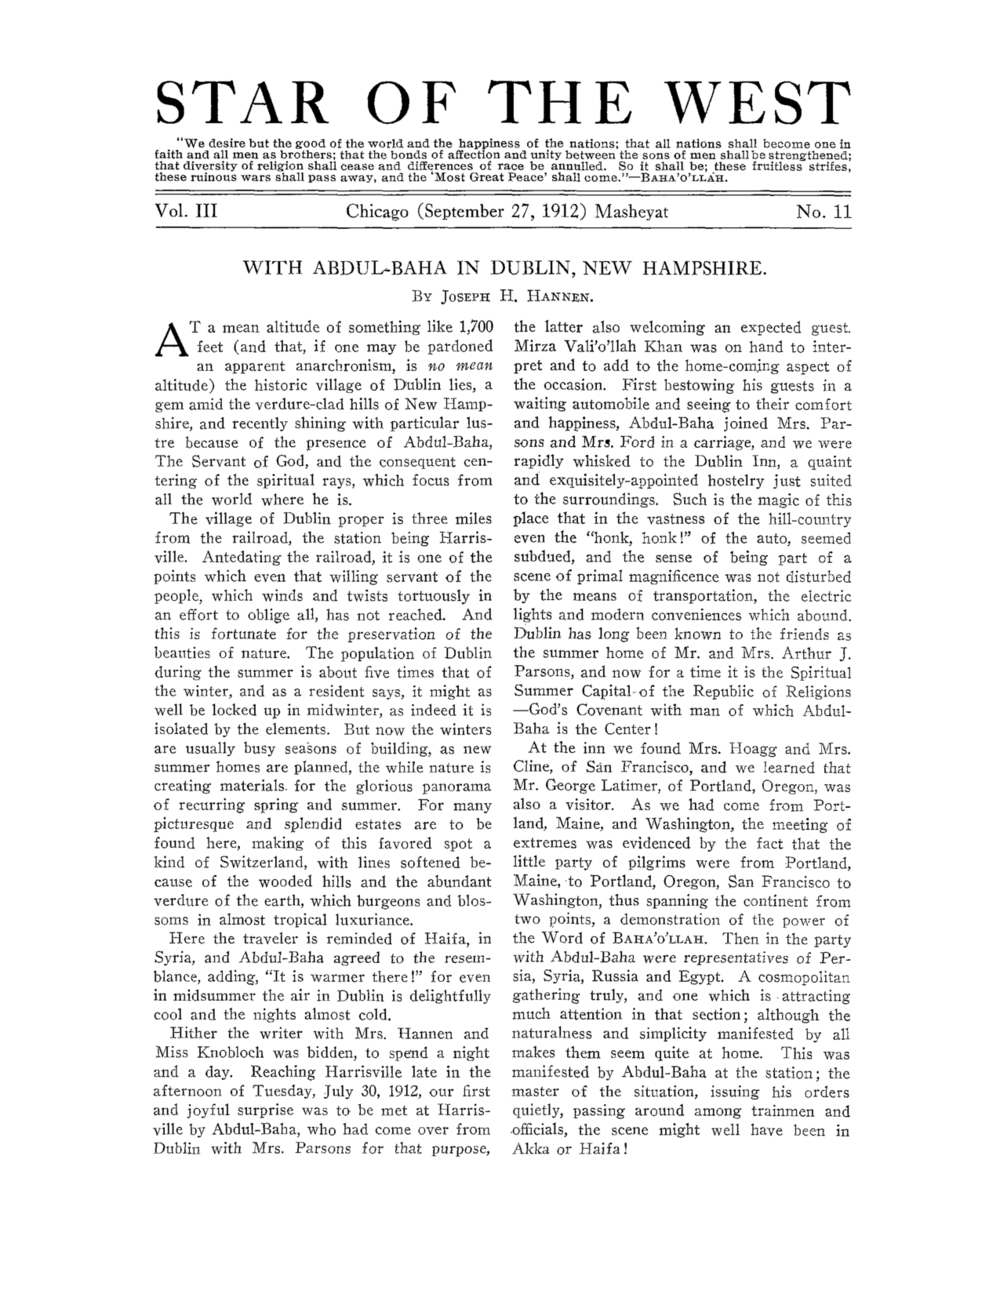 STAR OF THE WEST
"We desire but the good of the world and the happiness of the nations; that all nations shall become one in
faith and all men as brothers; that the bonds of affection and unity between the sons of men shall be strengthened;
that diversity of religion shall cease and differences of race be annulled. So it shall be; these fruitless strifes,
these ruinous wars shall pass away, and the 'Most Great Peace' shall come."—BAHA'O'LLAH.
Vol. III Chicago (September 27, 1912) Masheyat No. 11
WITH ABDUL-BAHA IN DUBLIN, NEW HAMPSHIRE.
BY JOSEPH H. HANNEN.
AT a mean altitude of something like 1,700
feet (and that, if one may be pardoned
an apparent anarchronism, is no mean
altitude) the historic village of Dublin lies, a
gem amid the verdure-clad hills of New Hamp-
shire, and recently shining with particular lus-
tre because of the presence of Abdul-Baha,
The Servant of God, and the consequent cen-
tering of the spiritual rays, which focus from
all the world where he is.
The village of Dublin proper is three miles
from the railroad, the station being Harris-
ville. Antedating the railroad, it is one of the
points which even that willing servant of the
people, which winds and twists tortuously in
an effort to oblige all, has not reached. And
this is fortunate for the preservation of the
beauties of nature. The population of Dublin
during the summer is about five times that of
the winter, and as a resident says, it might as
well be locked up in midwinter, as indeed it is
isolated by the elements. But now the winters
are usually busy seasons of building, as new
summer homes are planned, the while nature is
creating materials. for the glorious panorama
of recurring spring and summer. For many
picturesque and splendid estates are to be
found here, making of this favored spot a
kind of Switzerland, with lines softened be-
cause of the wooded hills and the abundant
verdure of the earth, which burgeons and blos-
soms in almost tropical luxuriance.
Here the traveler is reminded of Haifa, in
Syria, and Abdul-Baha agreed to the resem-
blance, adding, "It is warmer there!" for even
in midsummer the air in Dublin is delightfully
cool and the nights almost cold.
Hither the writer with Mrs. Hannen and
Miss Knobloch was bidden, to spend a night
and a day. Reaching Harrisville late in the
afternoon of Tuesday, July 30, 1912, our first
and joyful surprise was to be met at Harris-
ville by Abdul-Baha, who had come over from
Dublin with Mrs. Parsons for that purpose,
the latter also welcoming an expected guest.
Mirza Vali'o'llah Khan was on hand to inter-
pret and to add to the home-coming aspect of
the occasion. First bestowing his guests in a
waiting automobile and seeing to their comfort
and happiness, Abdul-Baha joined Mrs. Par-
sons and Mrs. Ford in a carriage, and we were
rapidly whisked to the Dublin Inn, a quaint
and exquisitely-appointed hostelry just suited
to the surroundings. Such is the magic of this
place that in the vastness of the hill-country
even the "honk, honk!" of the auto, seemed
subdued, and the sense of being part of a
scene of primal magnificence was not disturbed
by the means of transportation, the electric
lights and modern conveniences which abound.
Dublin has long been known to the friends as
the summer home of Mr. and Mrs. Arthur J.
Parsons, and now for a time it is the Spiritual
Summer Capital of the Republic of Religions
—God's Covenant with man of which Abdul-
Baha is the Center!
At the inn we found Mrs. Hoagg and Mrs.
Cline, of San Francisco, and we learned that
Mr. George Latimer, of Portland, Oregon, was
also a visitor. As we had come from Port-
land, Maine, and Washington, the meeting of
extremes was evidenced by the fact that the
little party of pilgrims were from Portland,
Maine, to Portland, Oregon, San Francisco to
Washington, thus spanning the continent from
two points, a demonstration of the power of
the Word of BAHA'O'LLAH. Then in the party
with Abdul-Baha were representatives of Per-
sia, Syria, Russia and Egypt. A cosmopolitan
gathering truly, and one which is attracting
much attention in that section; although the
naturalness and simplicity manifested by all
makes them seem quite at home. This was
manifested by Abdul-Baha at the station; the
master of the situation, issuing his orders
quietly, passing around among trainmen and
officials, the scene might well have been in
Akka or Haifa!